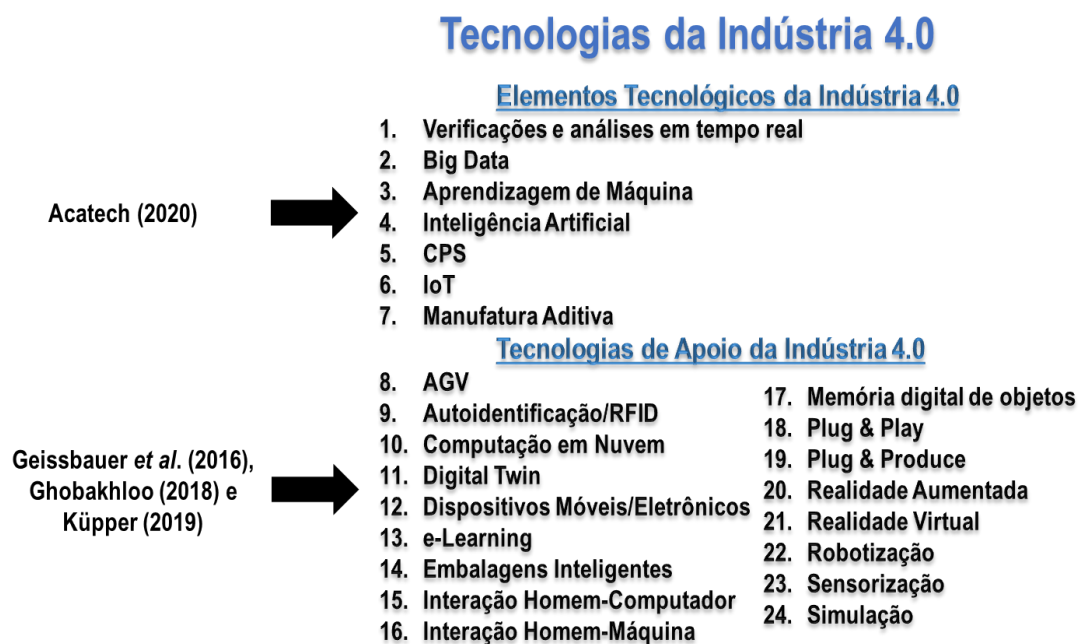 Tecnologias da Indústria 4.0
Elementos Tecnológicos da Indústria 4.0
Acatech (2020)
1. Verificações e análises em tempo real
2. Big Data
3. Aprendizagem de Máquina
4. Inteligência Artificial
5. CPS
6. IoT
7. Manufatura Aditiva
Tecnologias de Apoio da Indústria 4.0
Geissbauer et al. (2016),
Ghobakhloo (2018) e
Küpper (2019)
8. AGV
9. Autoidentificação/RFID
10. Computação em Nuvem
11. Digital Twin
12. Dispositivos Móveis/Eletrônicos
13. e-Learning
14. Embalagens Inteligentes
15. Interação Homem-Computador
16. Interação Homem-Máquina
17. Memória digital de objetos
18. Plug & Play
19. Plug & Produce
20. Realidade Aumentada
21. Realidade Virtual
22. Robotização
23. Sensorização
24. Simulação